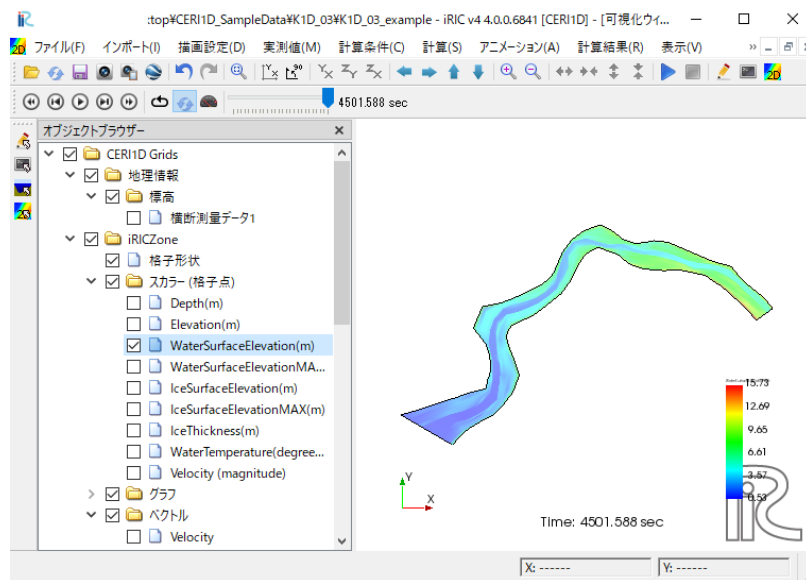 :top¥CERI1D_SampleData¥K1D_03¥K1D_03_example - iRIC v4 4.0.0.6841 [CERI1D] - [可視化ウィ...
ファイル(F) インポート(I) 描画設定(D) 実測値(M) 計算条件(C) 計算(S) アニメーション(A) 計算結果(R) 表示(V) »
4501.588 sec
オブジェクトブラウザー
CERI1D Grids
地理情報
標高
横断測量データ1
iRICZone
格子形状
スカラー (格子点)
Depth(m)
Elevation(m)
WaterSurfaceElevation(m)
WaterSurfaceElevationMA...
IceSurfaceElevation(m)
IceSurfaceElevationMAX(m)
IceThickness(m)
WaterTemperature(degree...
Velocity (magnitude)
グラフ
ベクトル
Velocity
15.73
12.69
9.65
6.61
3.57
0.53
Y
X
Time: 4501.588 sec
X: ------
Y: ------